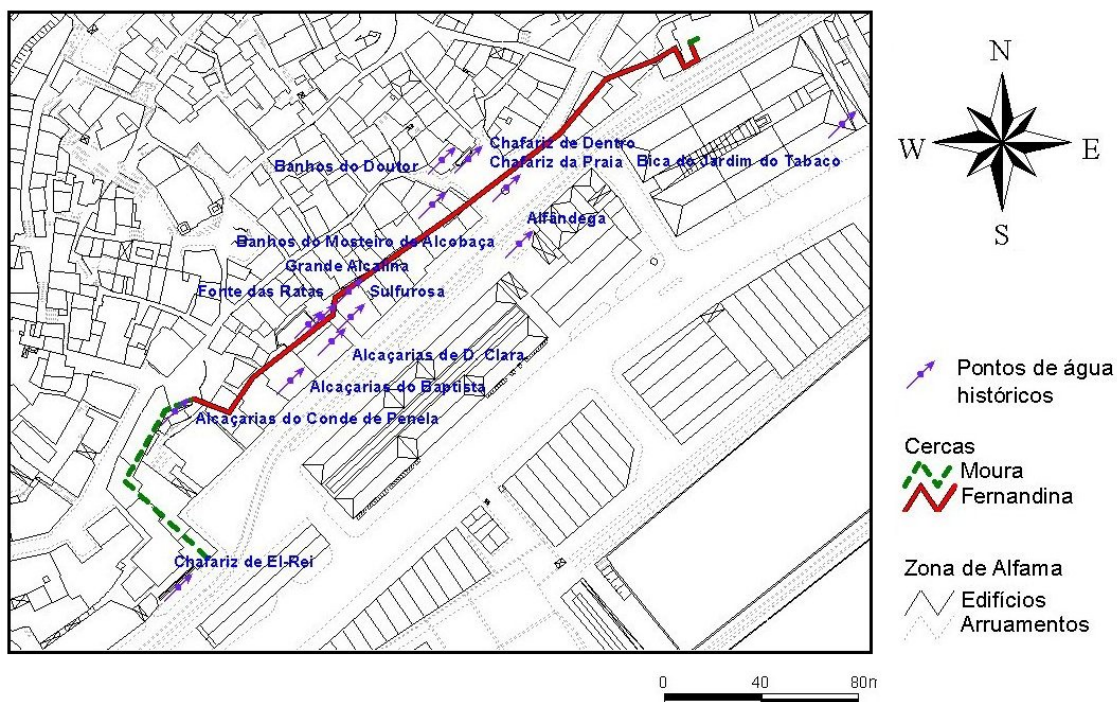 Chafariz de Dentro
Banhos do Doutor
Chafariz da Praia
Bica do Jardim do Tabaco
Alfândega
Banhos do Mosteiro de Alcobaça
Grande Alcalina
Fonte das Ratas
Sulfurosa
Alcaçarias de D. Clara
Alcaçarias do Baptista
Alcaçarias do Conde de Penela
Chafariz de El-Rei
N
W
E
S
Pontos de água
históricos
Cercas
Moura
Fernandina
Zona de Alfama
Edifícios
Arruamentos
0 40 80m